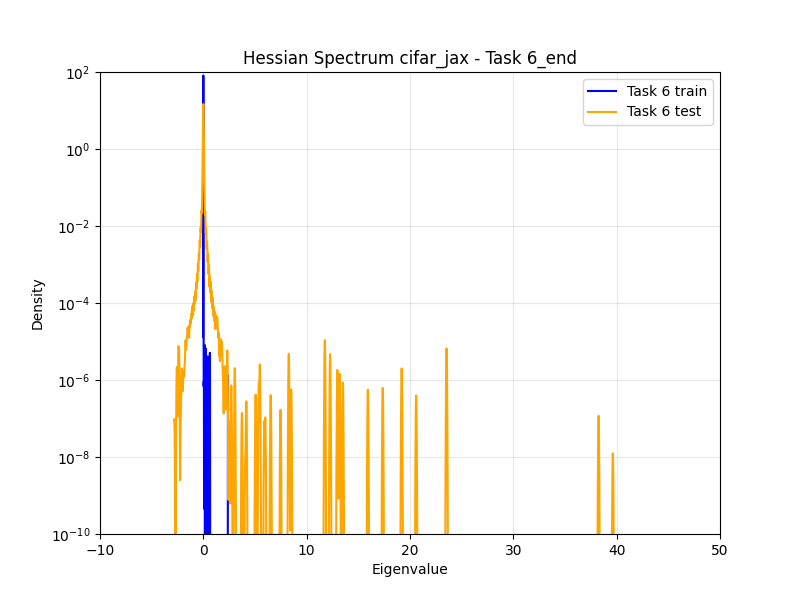 Hessian Spectrum cifar_jax - Task 6_end
Task 6 train
Task 6 test
Density
10²
10⁰
10⁻²
10⁻⁴
10⁻⁶
10⁻⁸
10⁻¹⁰
−10 0 10 20 30 40 50
Eigenvalue